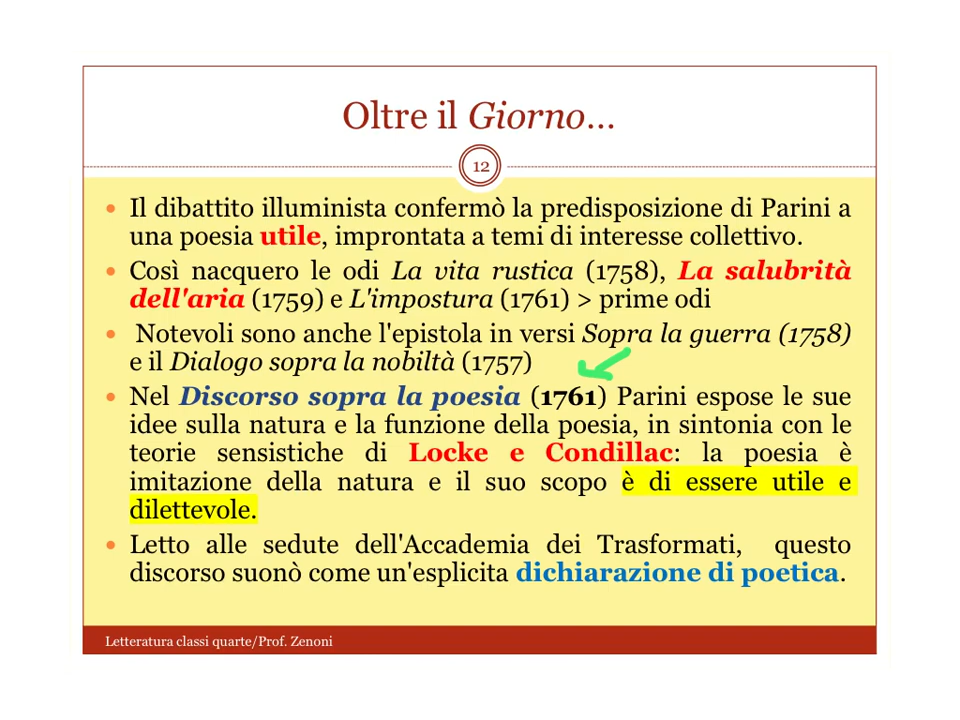 Oltre il Giorno…
12
• Il dibattito illuminista confermò la predisposizione di Parini a
una poesia utile, improntata a temi di interesse collettivo.
• Così nacquero le odi La vita rustica (1758), La salubrità
dell'aria (1759) e L'impostura (1761) > prime odi
• Notevoli sono anche l'epistola in versi Sopra la guerra (1758)
e il Dialogo sopra la nobiltà (1757)
• Nel Discorso sopra la poesia (1761) Parini espose le sue
idee sulla natura e la funzione della poesia, in sintonia con le
teorie sensistiche di Locke e Condillac: la poesia è
imitazione della natura e il suo scopo è di essere utile e
dilettevole.
• Letto alle sedute dell'Accademia dei Trasformati, questo
discorso suonò come un'esplicita dichiarazione di poetica.
Letteratura classi quarte/Prof. Zenoni